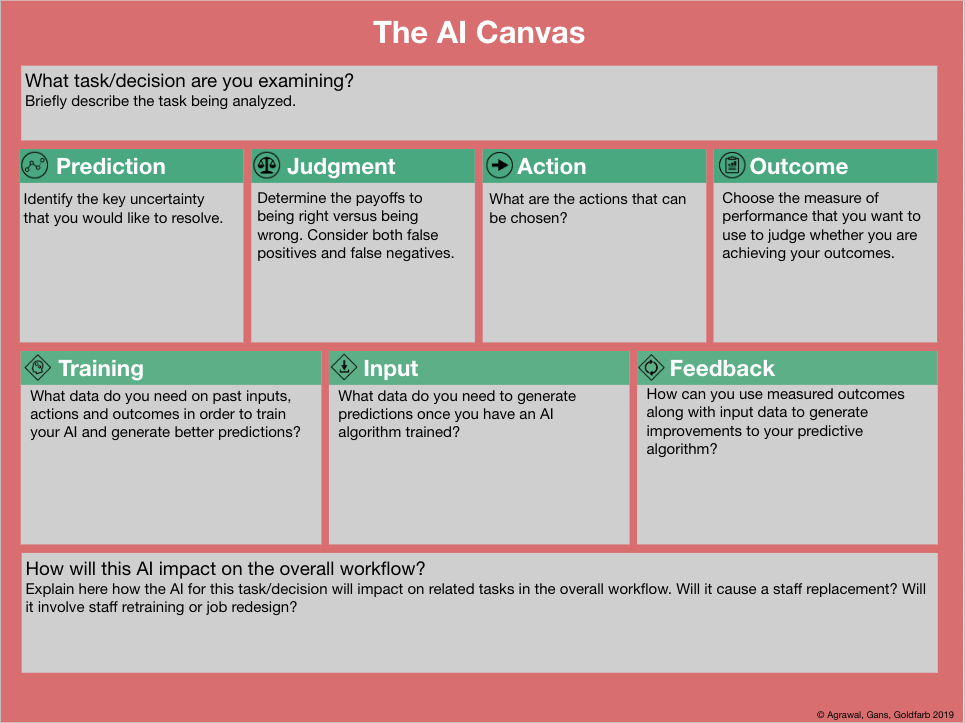 The AI Canvas
What task/decision are you examining?
Briefly describe the task being analyzed.
Prediction
Identify the key uncertainty
that you would like to resolve.
Judgment
Determine the payoffs to
being right versus being
wrong. Consider both false
positives and false negatives.
Action
What are the actions that can
be chosen?
Outcome
Choose the measure of
performance that you want to
use to judge whether you are
achieving your outcomes.
Training
What data do you need on past inputs,
actions and outcomes in order to train
your AI and generate better predictions?
Input
What data do you need to generate
predictions once you have an AI
algorithm trained?
Feedback
How can you use measured outcomes
along with input data to generate
improvements to your predictive
algorithm?
How will this AI impact on the overall workflow?
Explain here how the AI for this task/decision will impact on related tasks in the overall workflow. Will it cause a staff replacement? Will
it involve staff retraining or job redesign?
© Agrawal, Gans, Goldfarb 2019